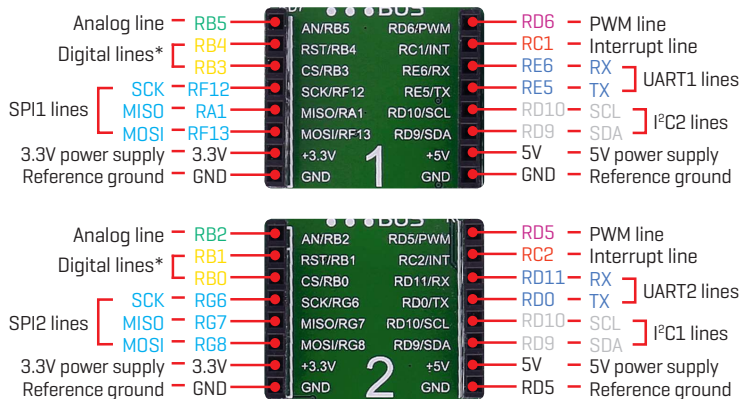 Analog line RB5 AN/RB5 RD6/PWM RD6 PWM line
Digital lines* RB4 RST/RB4 RC1/INT RC1 Interrupt line
RB3 CS/RB3 RE6/RX RE6 RX UART1 lines
SPI1 lines SCK RF12 SCK/RF12 RE5/TX RE5 TX
MISO RA1 MISO/RA1 RD10/SCL RD10 SCL I²C2 lines
MOSI RF13 MOSI/RF13 RD9/SDA RD9 SDA
3.3V power supply 3.3V +3.3V +5V 5V 5V power supply
Reference ground GND GND 1 GND GND Reference ground
Analog line RB2 AN/RB2 RD5/PWM RD5 PWM line
Digital lines* RB1 RST/RB1 RC2/INT RC2 Interrupt line
RB0 CS/RB0 RD11/RX RD11 RX UART2 lines
SPI2 lines SCK RG6 SCK/RG6 RD0/TX RD0 TX
MISO RG7 MISO/RG7 RD10/SCL RD10 SCL I²C1 lines
MOSI RG8 MOSI/RG8 RD9/SDA RD9 SDA
3.3V power supply 3.3V +3.3V +5V 5V 5V power supply
Reference ground GND GND 2 GND RD5 Reference ground